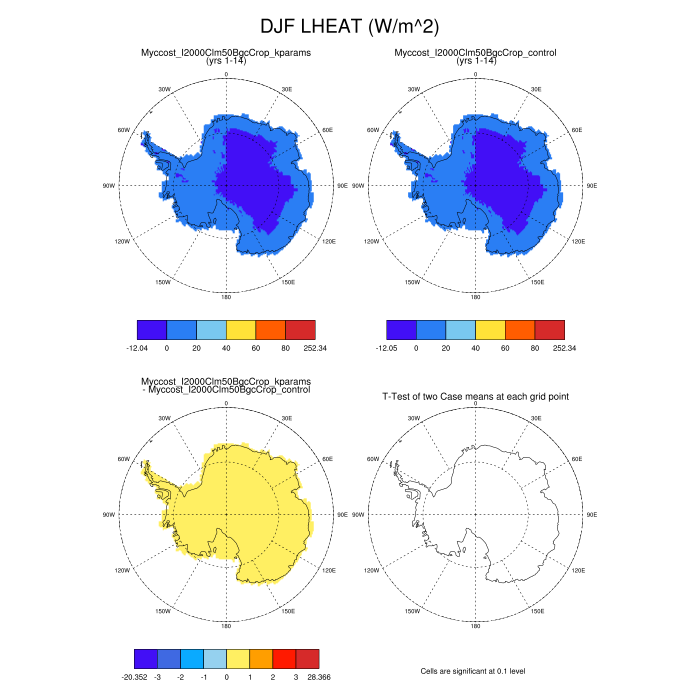 DJF LHEAT (W/m^2)
Myccost_I2000Clm50BgcCrop_kparams
(yrs 1-14)
Myccost_I2000Clm50BgcCrop_control
(yrs 1-14)
0
30W 30E
60W 60E
90W 90E
120W 120E
150W 150E
180
0
30W 30E
60W 60E
90W 90E
120W 120E
150W 150E
180
-12.04 0 20 40 60 80 252.34
-12.05 0 20 40 60 80 252.34
Myccost_I2000Clm50BgcCrop_kparams
- Myccost_I2000Clm50BgcCrop_control
T-Test of two Case means at each grid point
0
30W 30E
60W 60E
90W 90E
120W 120E
150W 150E
180
0
30W 30E
60W 60E
90W 90E
120W 120E
150W 150E
180
-20.352 -3 -2 -1 0 1 2 3 28.366
Cells are significant at 0.1 level